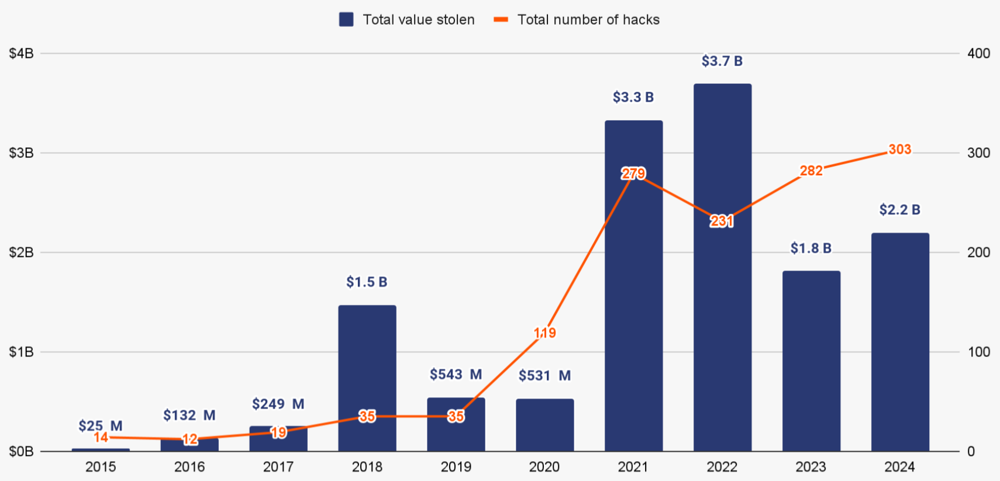 Total value stolen Total number of hacks
$4B 400
$3.7 B
$3.3 B
$3B 303 300
279 282
231 $2.2 B
$2B $1.8 B 200
$1.5 B
119
$1B 100
$543 M $531 M
$249 M
$132 M 35 35
$25 M
14 12 19
$0B 0
2015 2016 2017 2018 2019 2020 2021 2022 2023 2024